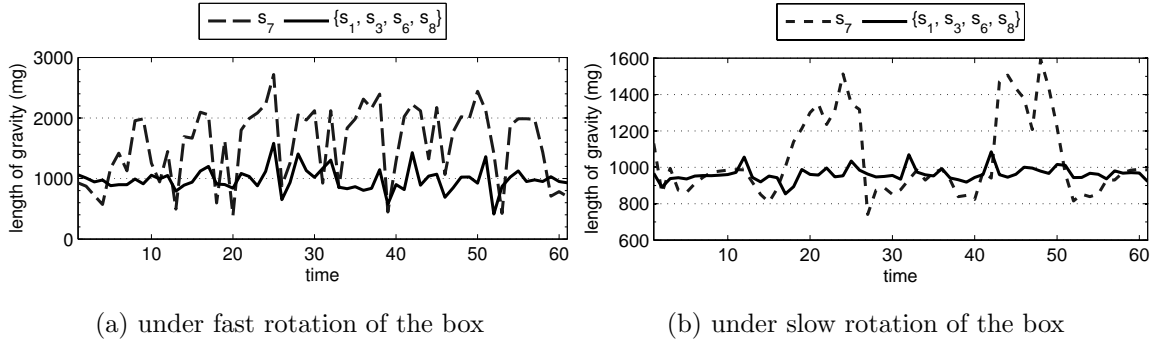 s7 {s1, s3, s6, s8}
length of gravity (mg)
3000
2000
1000
0
10 20 30 40 50 60
time
(a) under fast rotation of the box
s7 {s1, s3, s6, s8}
length of gravity (mg)
1600
1400
1200
1000
800
600
10 20 30 40 50 60
time
(b) under slow rotation of the box